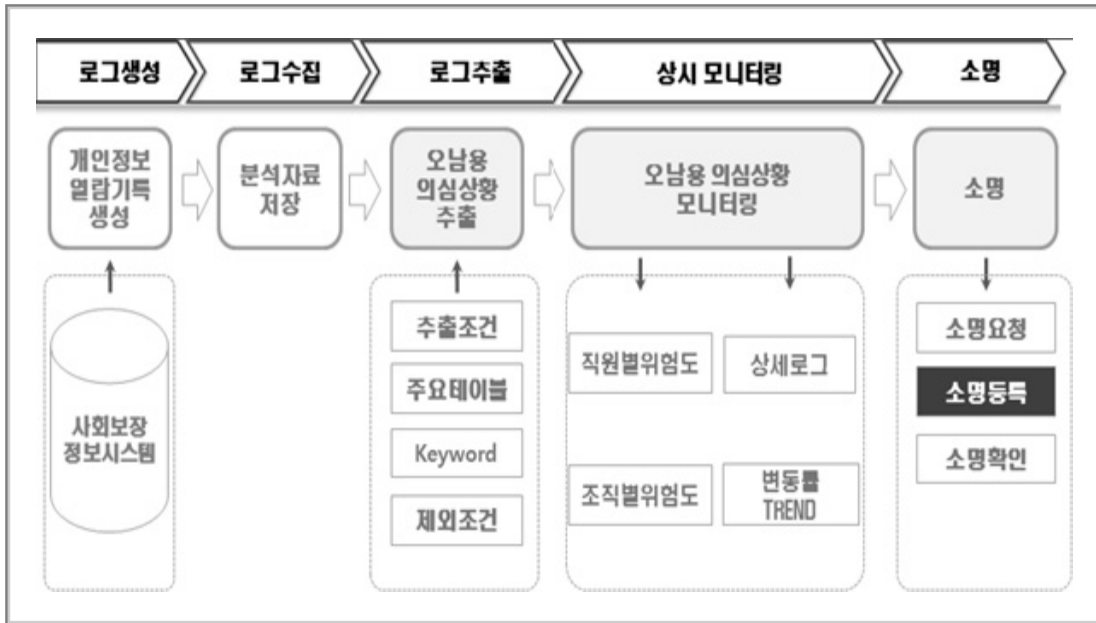 로그생성
로그수집
로그추출
상시 모니터링
소명
개인정보
열람기특
생성
분석자료
저장
오남용
의심상황
추출
오남용 의심상황
모니터링
소명
사회보장
정보시스템
추출조건
주요테이블
Keyword
제외조건
직원별위험도
상세로그
조직별위험도
변동률
TREND
소명요청
소명등특
소명확인